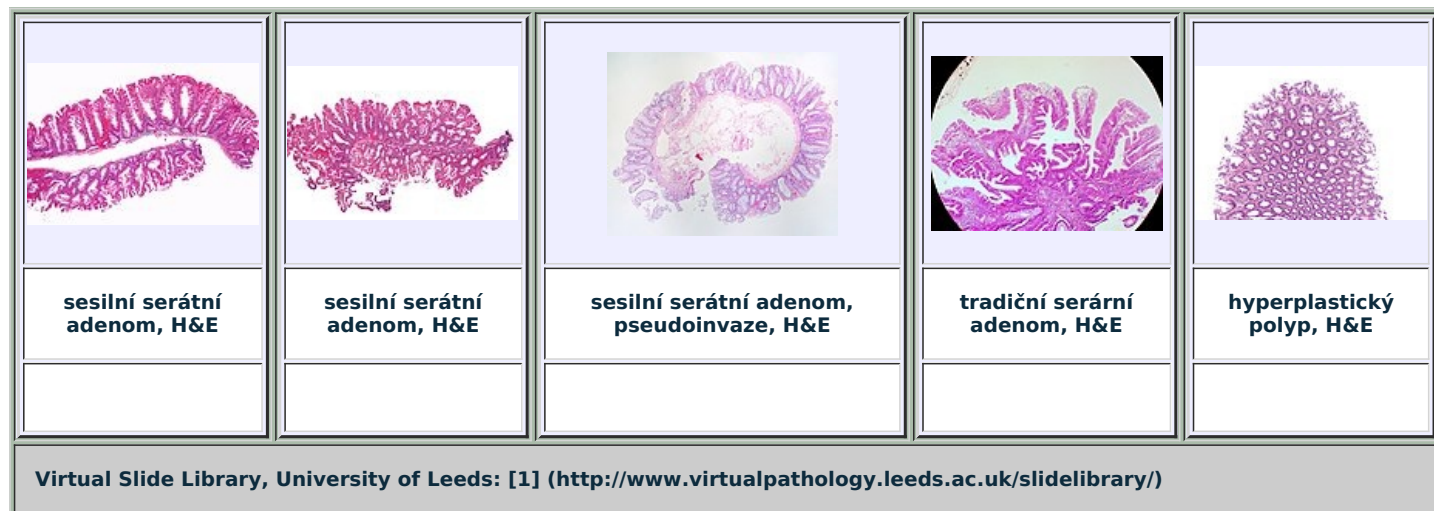 sesilní serátní
adenom, H&E
sesilní serátní
adenom, H&E
sesilní serátní adenom,
pseudoinvaze, H&E
tradiční serární
adenom, H&E
hyperplastický
polyp, H&E
Virtual Slide Library, University of Leeds: [1] (http://www.virtualpathology.leeds.ac.uk/slidelibrary/)